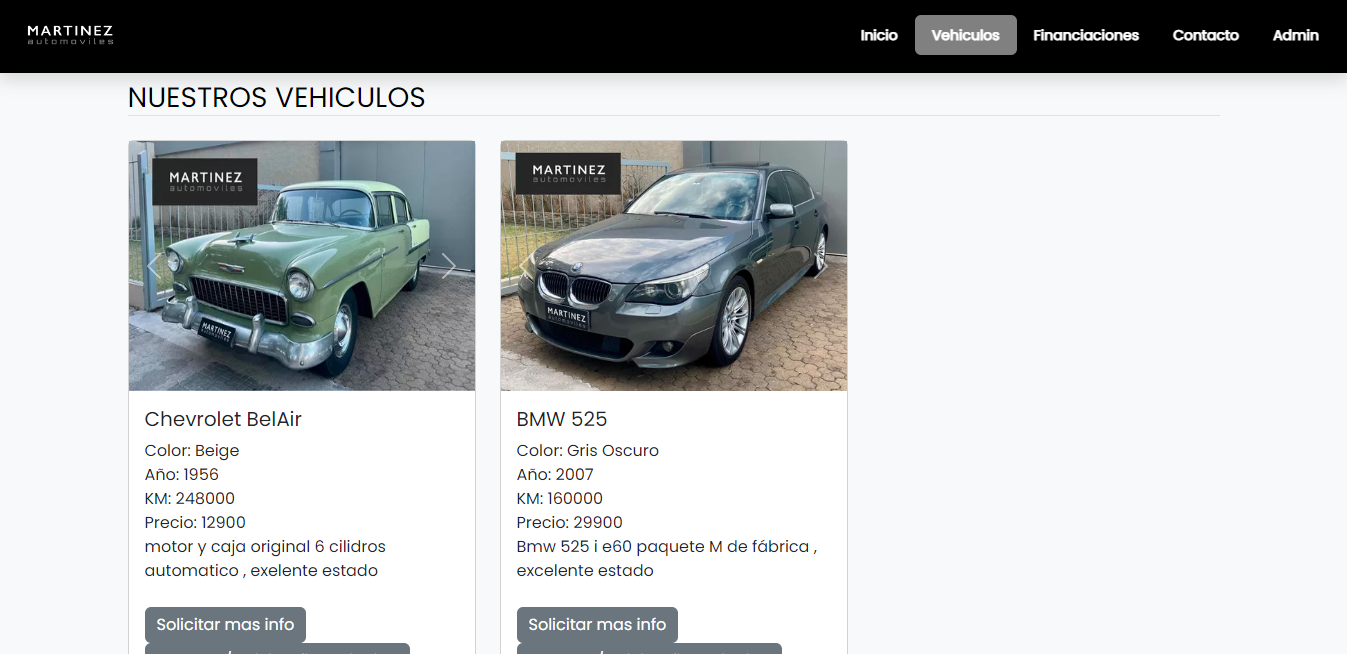 MARTINEZ
automoviles
Inicio
Vehiculos
Financiaciones
Contacto
Admin
NUESTROS VEHICULOS
MARTINEZ
automoviles
MARTINEZ
automoviles
Chevrolet BelAir
Color: Beige
Año: 1956
KM: 248000
Precio: 12900
motor y caja original 6 cilidros
automatico , exelente estado
Solicitar mas info
MARTINEZ
automoviles
MARTINEZ
automoviles
BMW 525
Color: Gris Oscuro
Año: 2007
KM: 160000
Precio: 29900
Bmw 525 i e60 paquete M de fábrica ,
excelente estado
Solicitar mas info